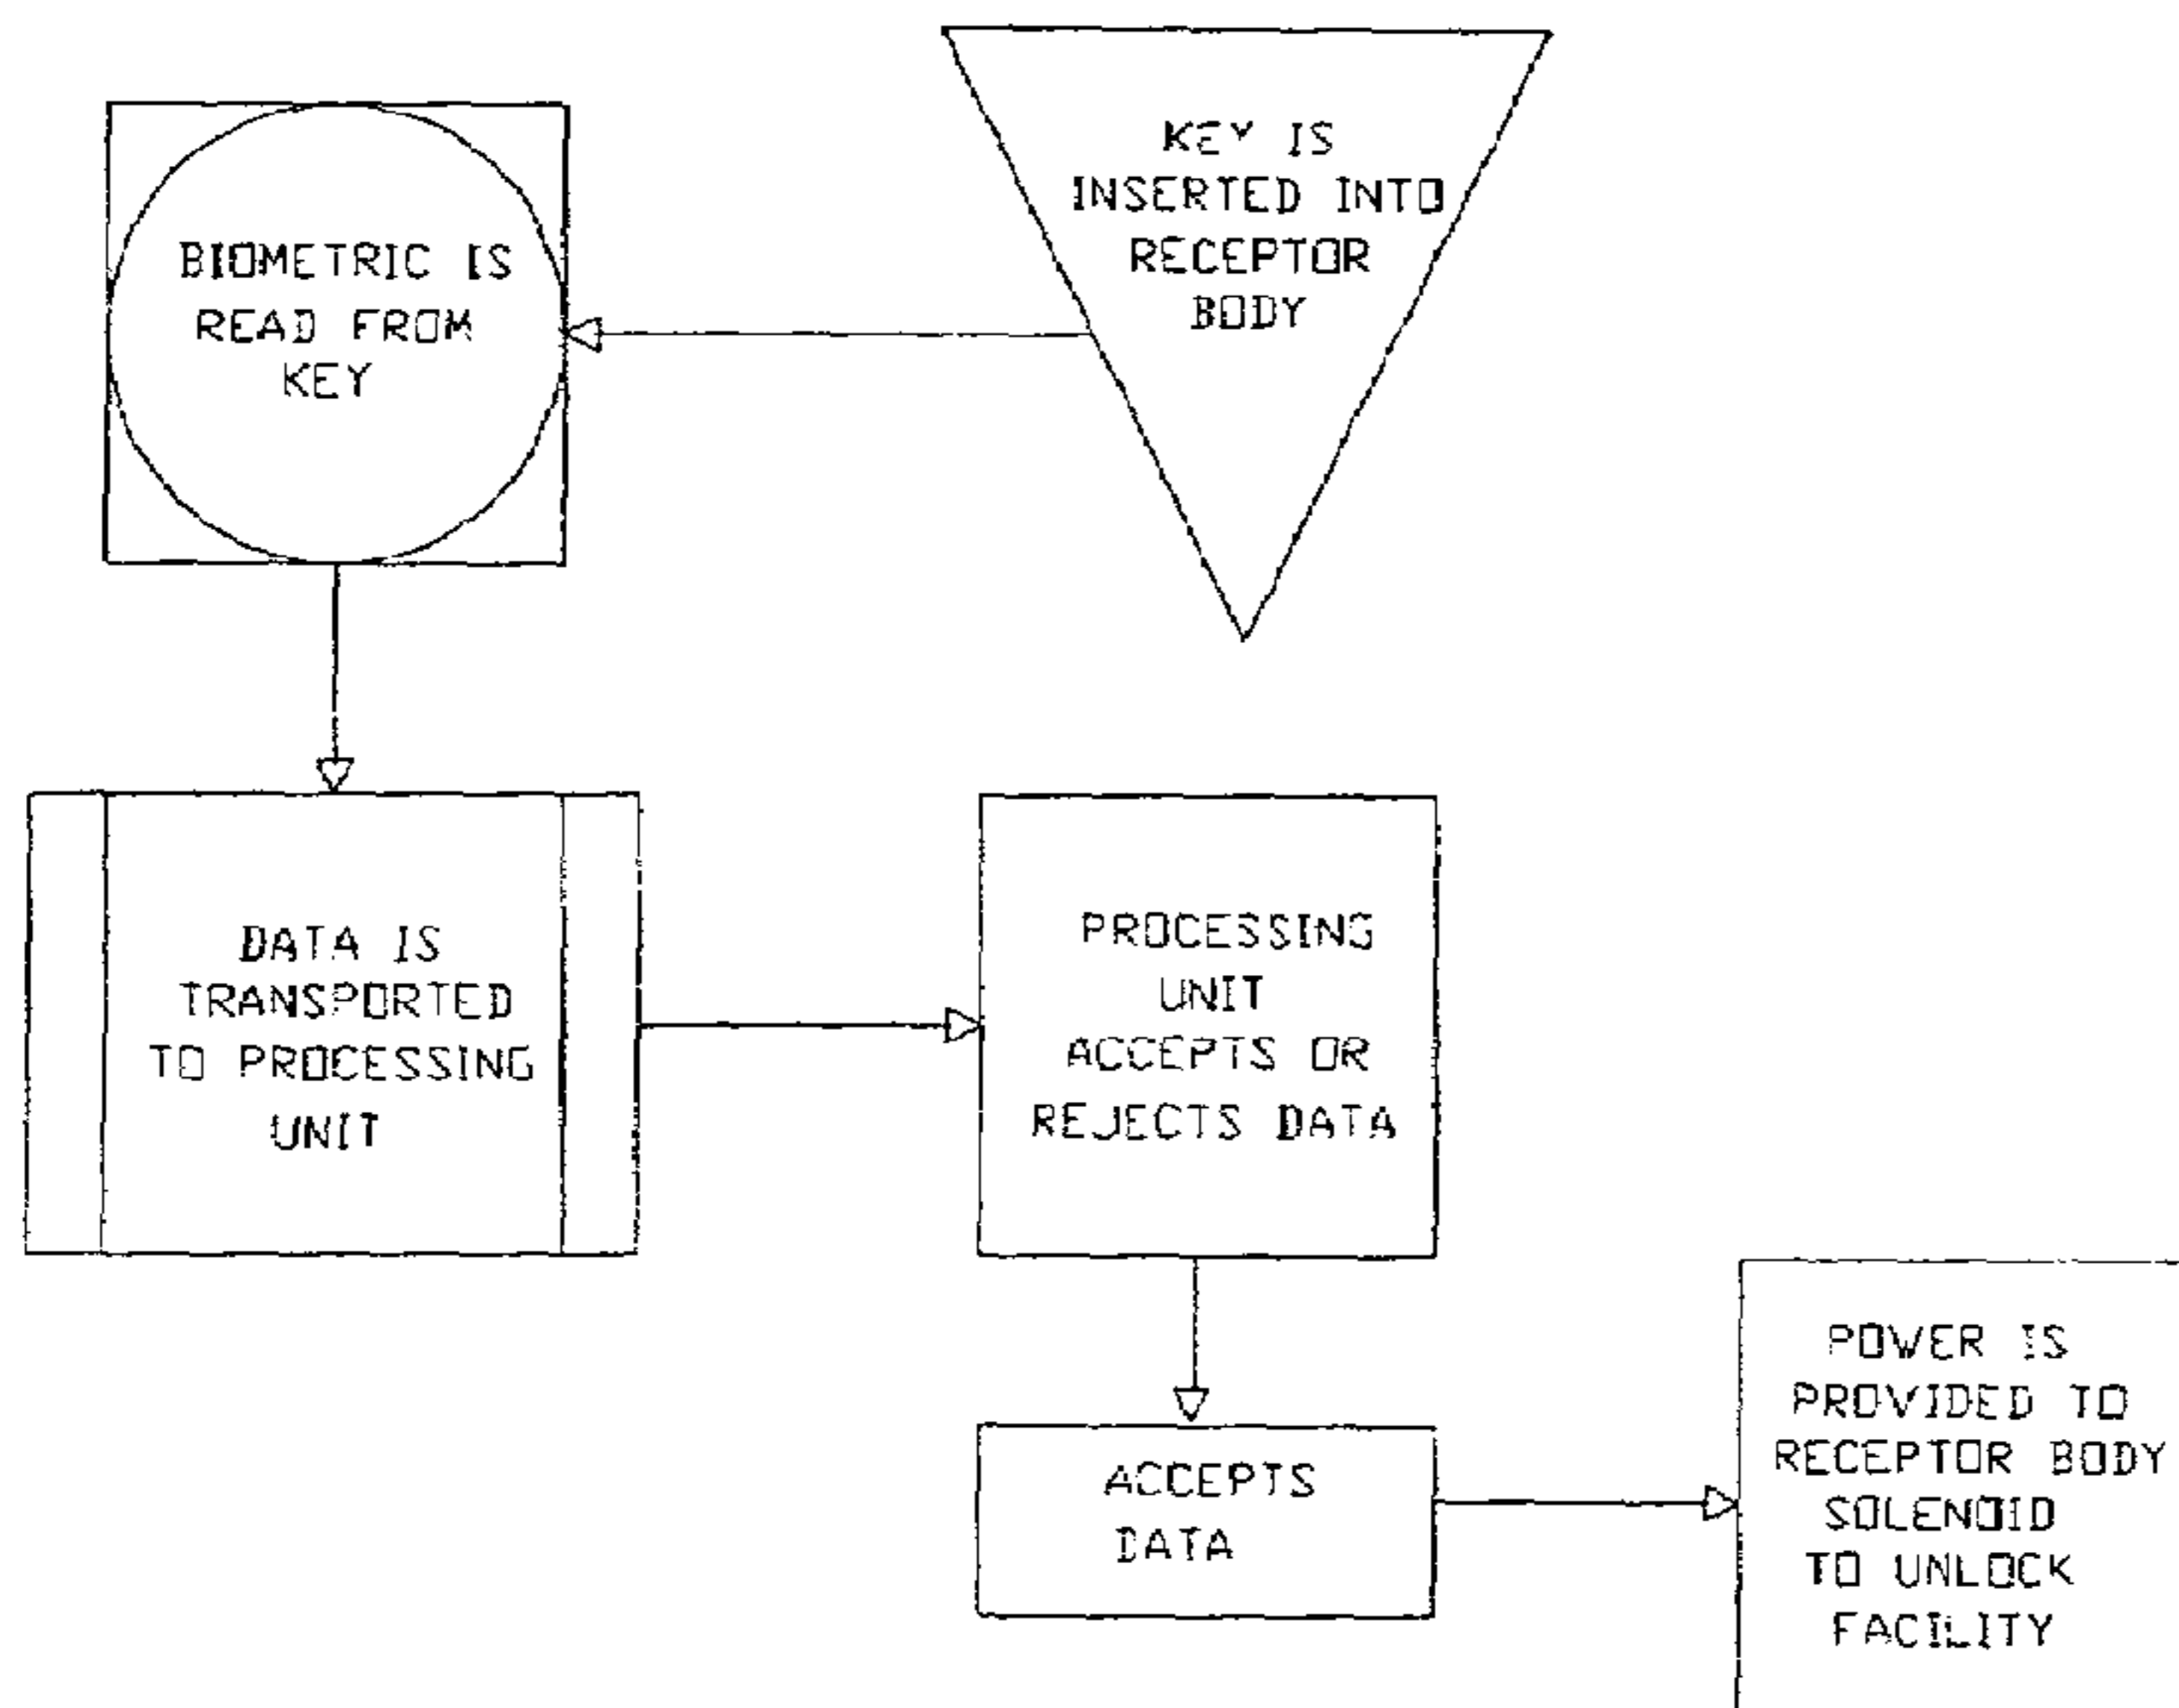 KEY IS
INSERTED INTO
RECEPTOR
BODY
BIOMETRIC IS
READ FROM
KEY
DATA IS
TRANSPORTED
TO PROCESSING
UNIT
PROCESSING
UNIT
ACCEPTS OR
REJECTS DATA
ACCEPTS
DATA
POWER IS
PROVIDED TO
RECEPTOR BODY
SOLENOID
TO UNLOCK
FACILITY